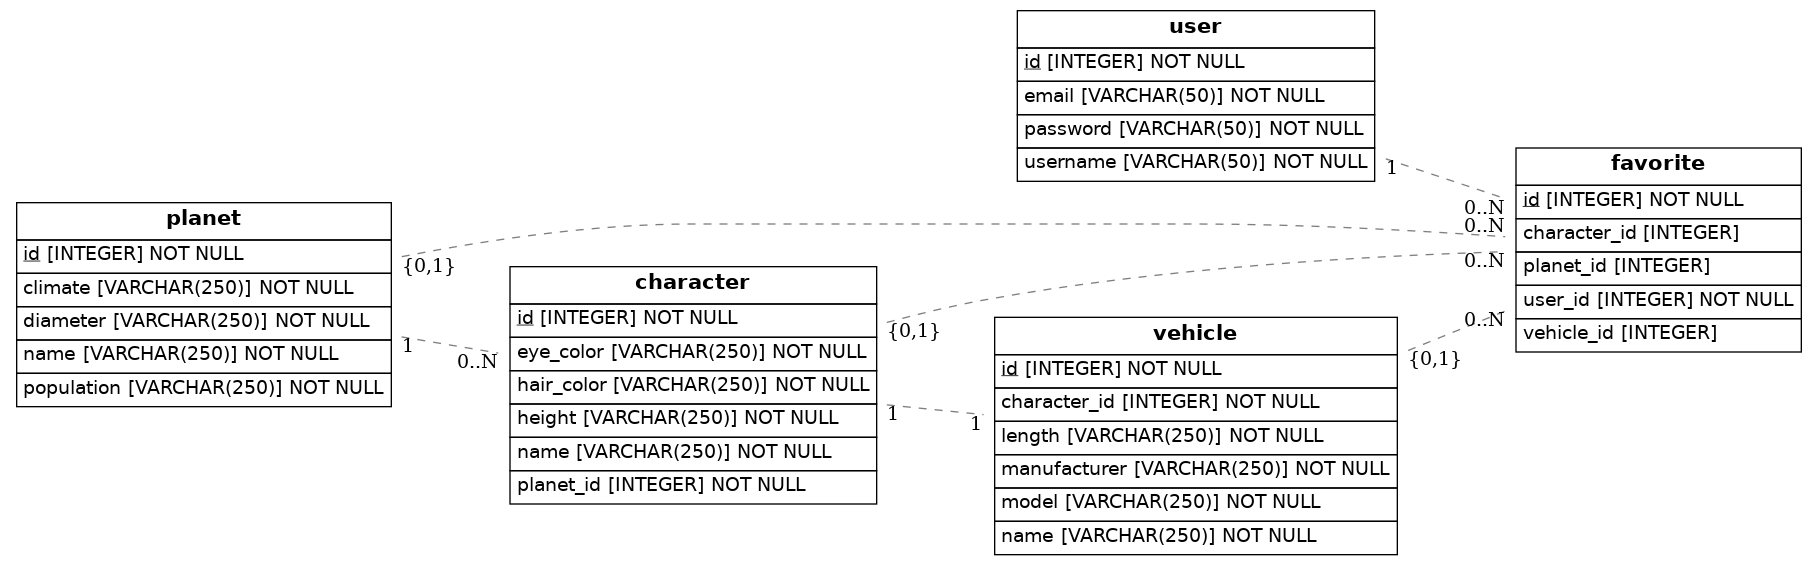 user
id [INTEGER] NOT NULL
email [VARCHAR(50)] NOT NULL
password [VARCHAR(50)] NOT NULL
username [VARCHAR(50)] NOT NULL
1
0..N
favorite
id [INTEGER] NOT NULL
character_id [INTEGER]
planet_id [INTEGER]
user_id [INTEGER] NOT NULL
vehicle_id [INTEGER]
0..N
0..N
0..N
planet
id [INTEGER] NOT NULL
climate [VARCHAR(250)] NOT NULL
diameter [VARCHAR(250)] NOT NULL
name [VARCHAR(250)] NOT NULL
population [VARCHAR(250)] NOT NULL
{0,1}
1
0..N
character
id [INTEGER] NOT NULL
eye_color [VARCHAR(250)] NOT NULL
hair_color [VARCHAR(250)] NOT NULL
height [VARCHAR(250)] NOT NULL
name [VARCHAR(250)] NOT NULL
planet_id [INTEGER] NOT NULL
{0,1}
1
1
vehicle
id [INTEGER] NOT NULL
character_id [INTEGER] NOT NULL
length [VARCHAR(250)] NOT NULL
manufacturer [VARCHAR(250)] NOT NULL
model [VARCHAR(250)] NOT NULL
name [VARCHAR(250)] NOT NULL
{0,1}